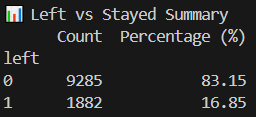 📊 Left vs Stayed Summary
Count Percentage (%)
left
0 9285 83.15
1 1882 16.85